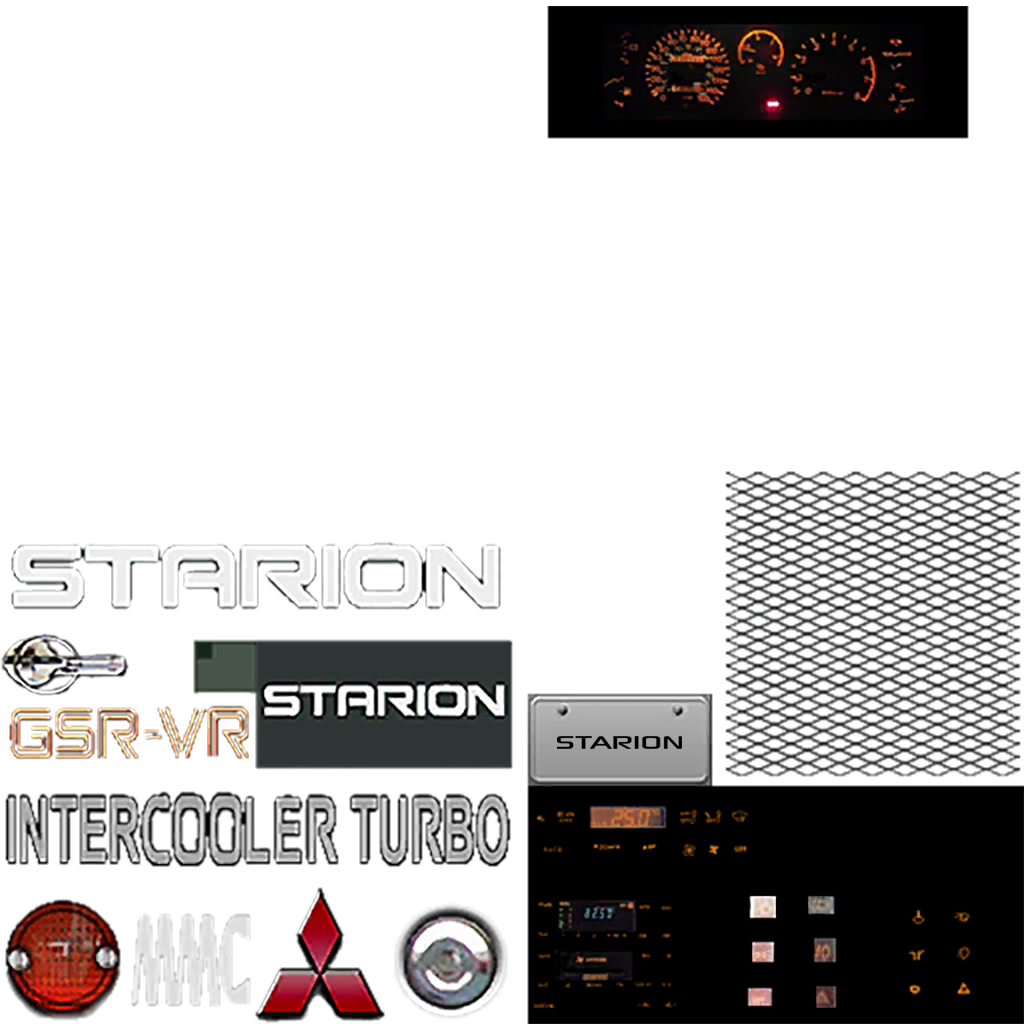 STARION
STARION
GSR-VR
STARION
INTERCOOLER TURBO
MMC